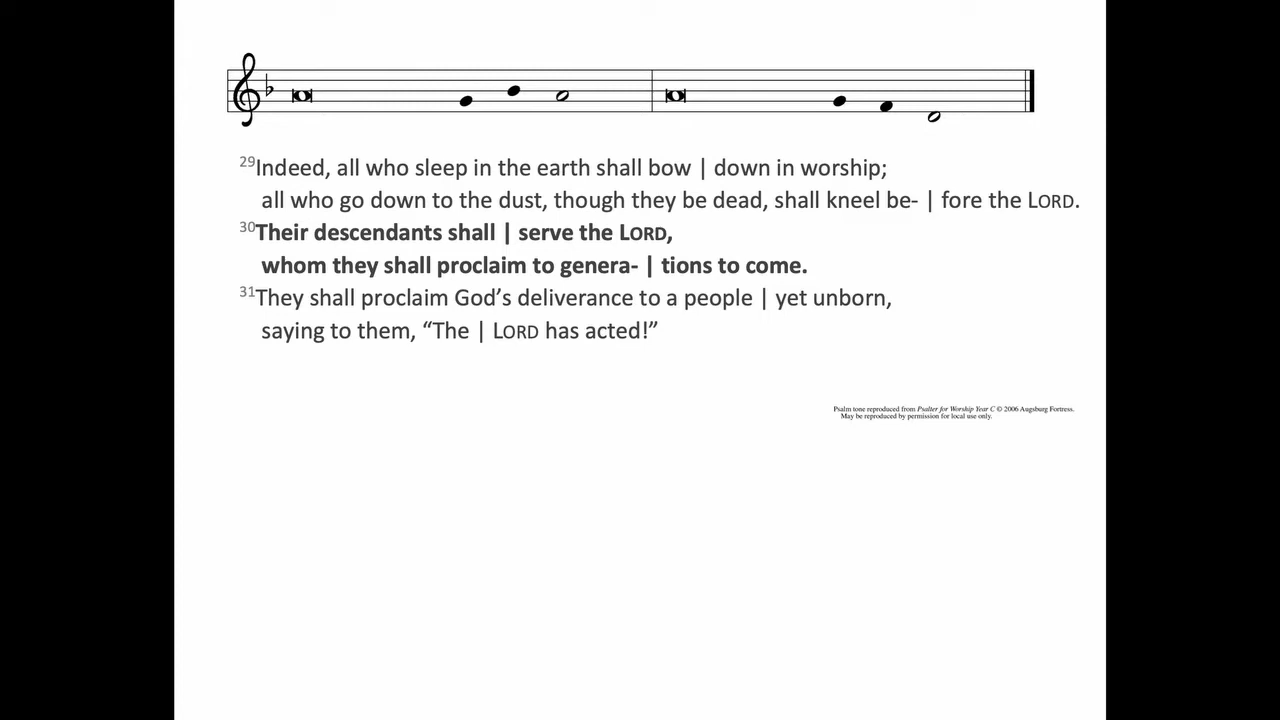 29Indeed, all who sleep in the earth shall bow | down in worship;
all who go down to the dust, though they be dead, shall kneel be- | fore the LORD.
30Their descendants shall | serve the LORD,
whom they shall proclaim to genera- | tions to come.
31They shall proclaim God’s deliverance to a people | yet unborn,
saying to them, “The | LORD has acted!”
Psalm tone reproduced from Psalter for Worship Year C © 2006 Augsburg Fortress.
May be reproduced by permission for local use only.